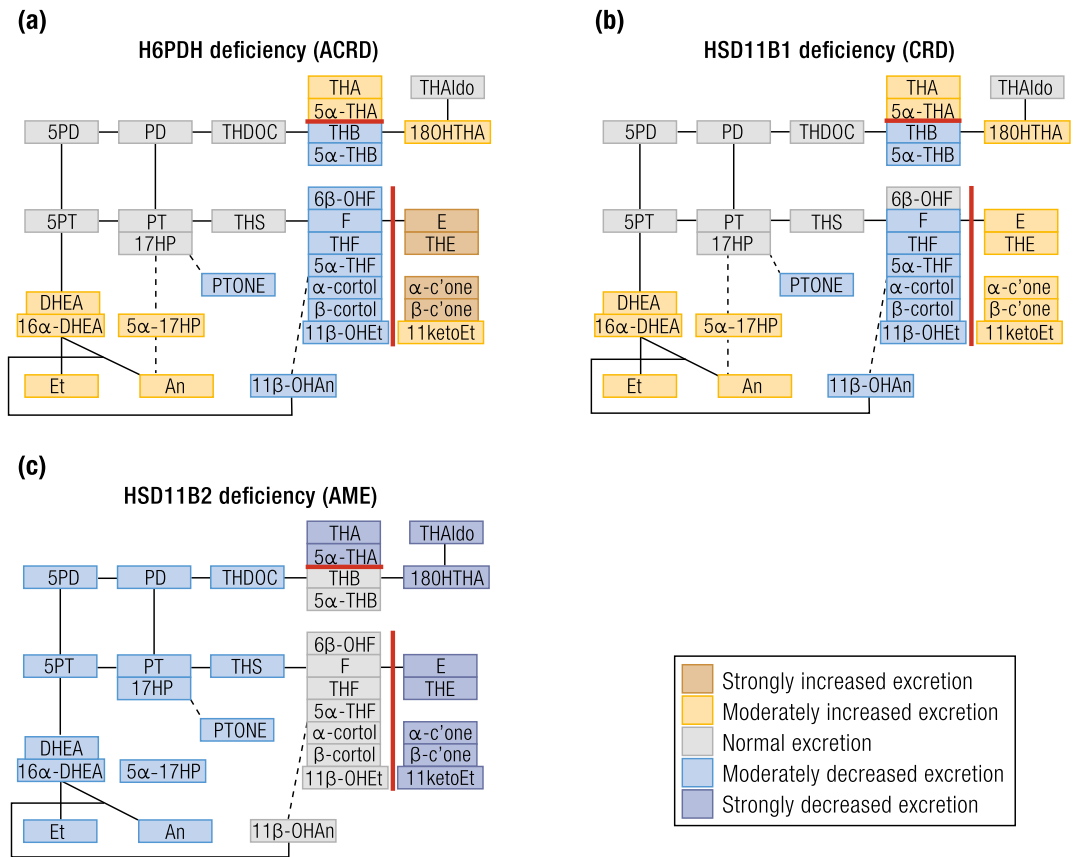 (a)
H6PDH deficiency (ACRD)
THA
THAldo
5α-THA
5PD
PD
THDOC
THB
18OHTHA
5α-THB
6β-OHF
5PT
PT
THS
F
E
17HP
THF
THE
5α-THF
PTONE
α-cortol
α-c'one
DHEA
β-cortol
β-c'one
16α-DHEA
5α-17HP
11β-OHEt
11ketoEt
Et
An
11β-OHAn
(b)
HSD11B1 deficiency (CRD)
THA
THAldo
5α-THA
5PD
PD
THDOC
THB
18OHTHA
5α-THB
6β-OHF
5PT
PT
THS
F
E
17HP
THF
THE
5α-THF
PTONE
α-cortol
α-c'one
DHEA
β-cortol
β-c'one
16α-DHEA
5α-17HP
11β-OHEt
11ketoEt
Et
An
11β-OHAn
(c)
HSD11B2 deficiency (AME)
THA
THAldo
5α-THA
5PD
PD
THDOC
THB
18OHTHA
5α-THB
6β-OHF
5PT
PT
THS
F
E
17HP
THF
THE
5α-THF
PTONE
α-cortol
α-c'one
DHEA
β-cortol
β-c'one
16α-DHEA
5α-17HP
11β-OHEt
11ketoEt
Et
An
11β-OHAn
Strongly increased excretion
Moderately increased excretion
Normal excretion
Moderately decreased excretion
Strongly decreased excretion